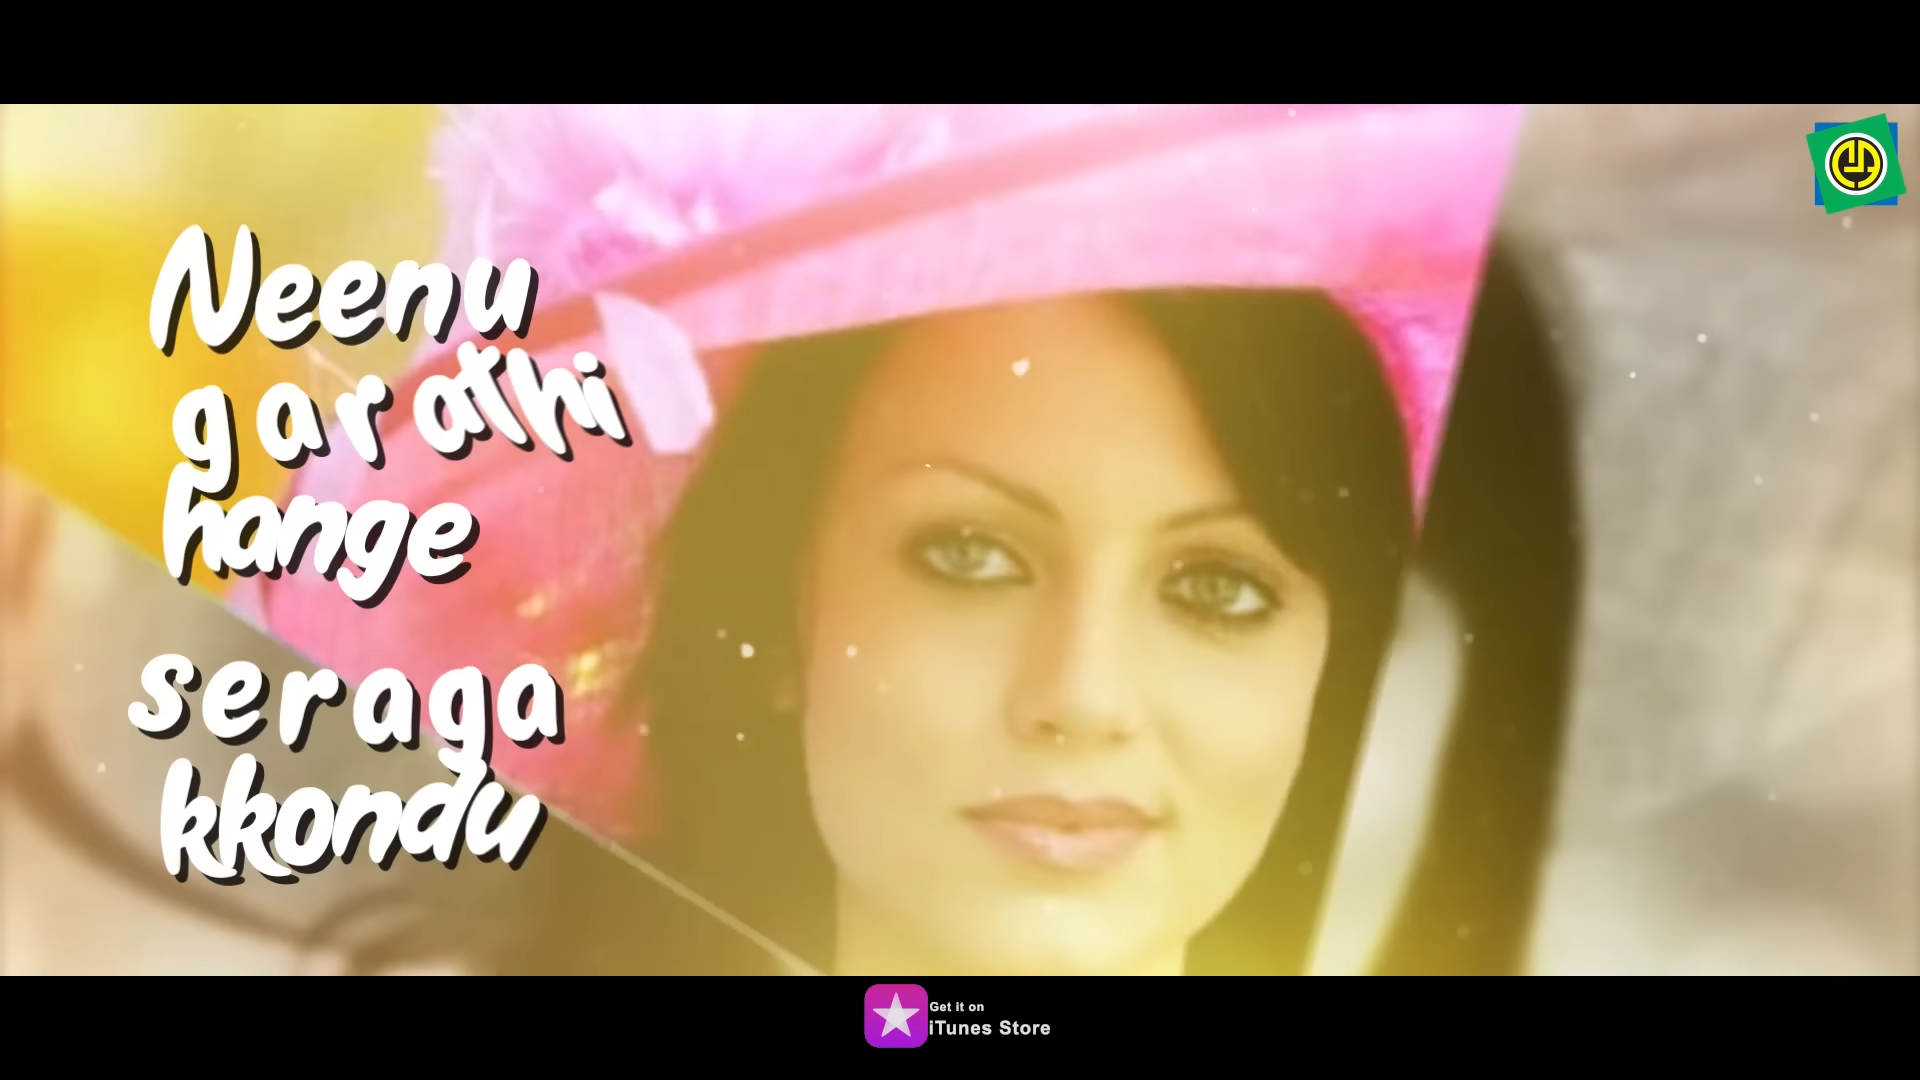 Neenu
garathi
hange
seraga
kkondu
Get it on
iTunes Store